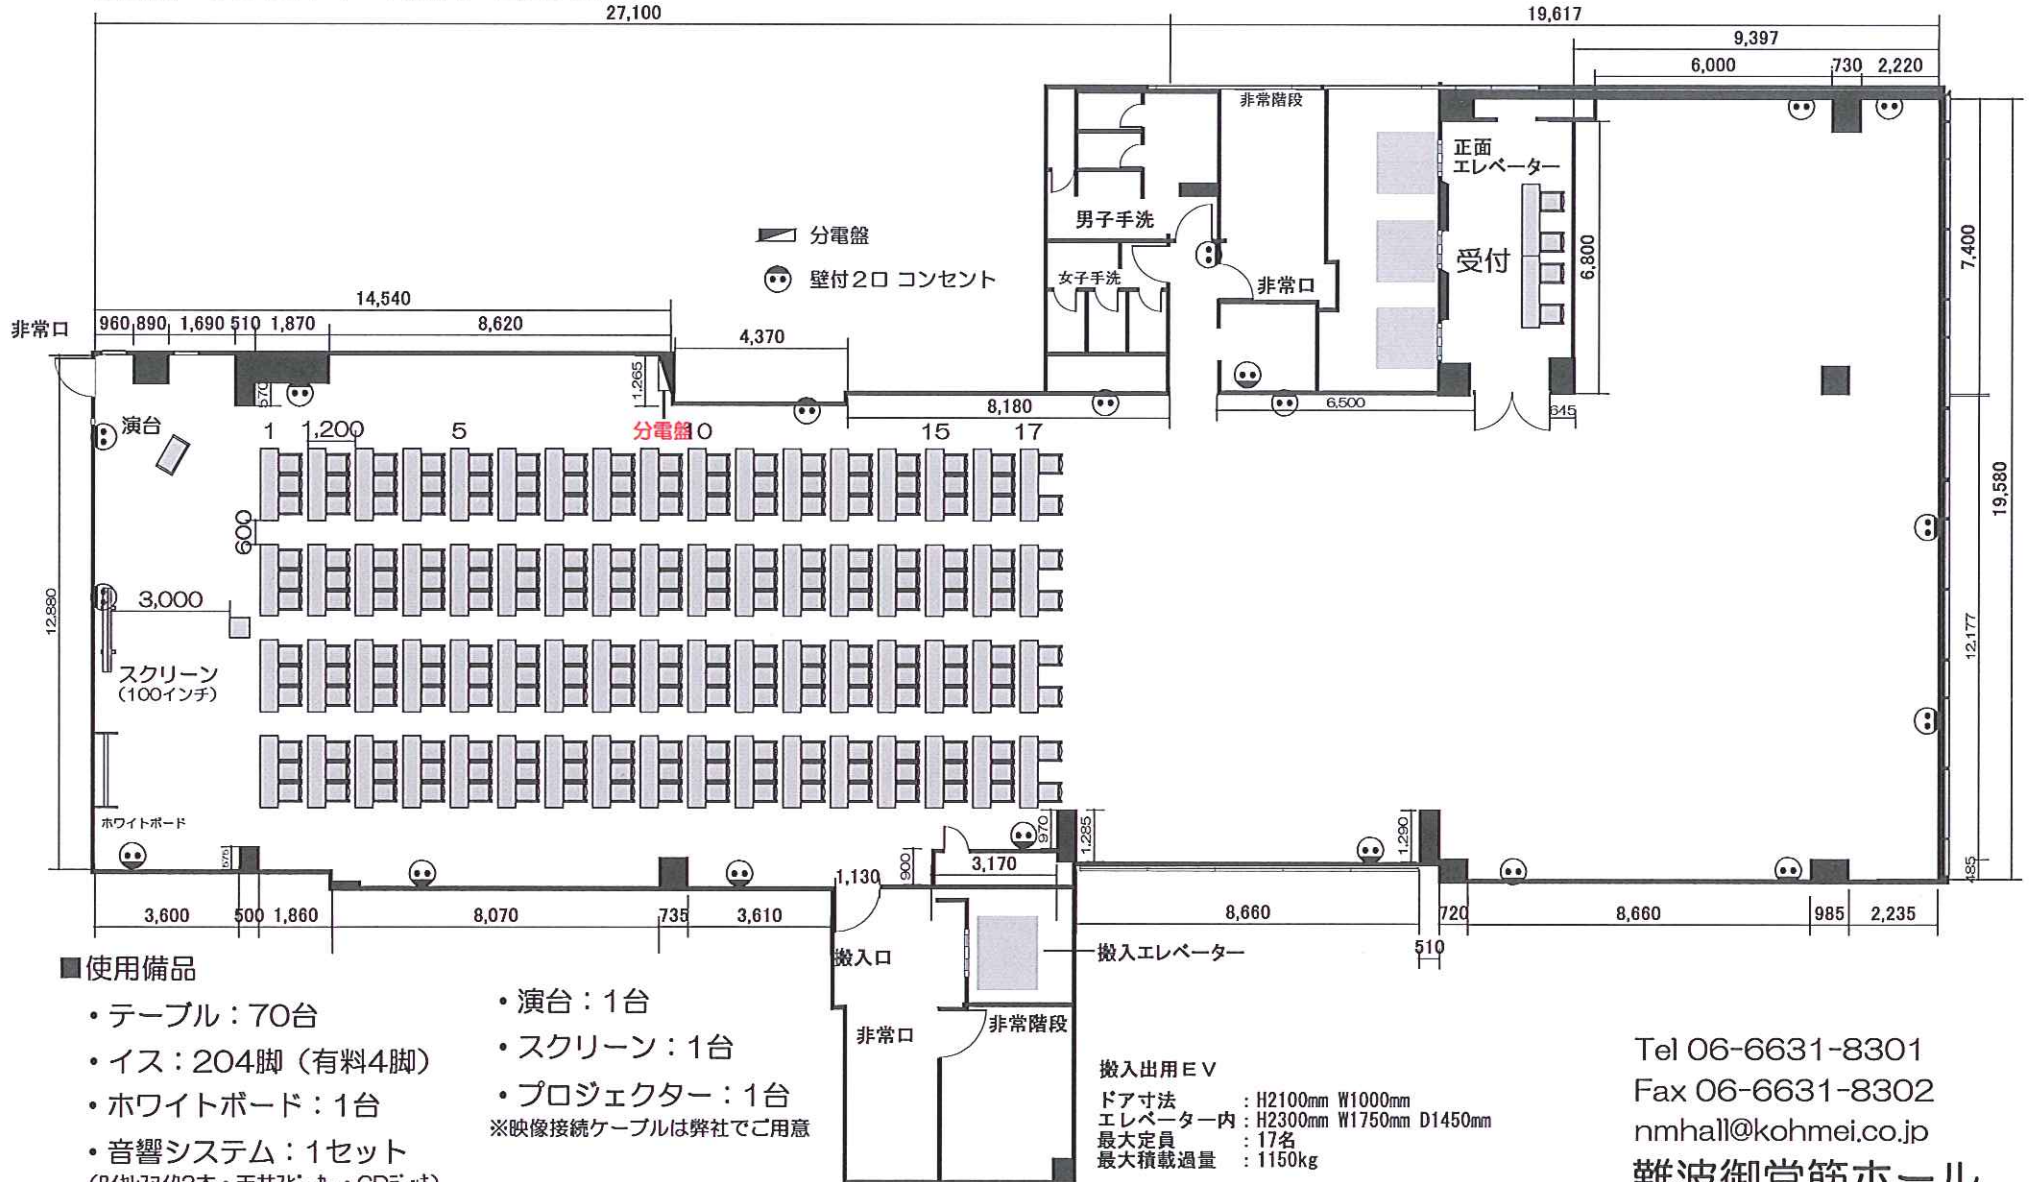 27,100
19,617
9,397
6,000
730
2,220
非常階段
正面
エレベーター
男子手洗
分電盤
壁付2口 コンセント
女子手洗
非常口
受付
6,800
7,400
14,540
非常口
960
890
1,690
510
1,870
8,620
4,370
570
1,265
8,180
6,500
645
演台
1
1,200
5
分電盤
10
15
17
19,580
600
12,880
3,000
スクリーン
(100インチ)
12,177
ホワイトボード
575
970
1,285
1,290
900
3,170
1,130
485
3,600
500
1,860
8,070
735
3,610
8,660
720
8,660
985
2,235
510
搬入口
搬入エレベーター
非常口
非常階段
■使用備品
・テーブル：70台
・イス：204脚（有料4脚）
・ホワイトボード：1台
・音響システム：1セット
・演台：1台
・スクリーン：1台
・プロジェクター：1台
※映像接続ケーブルは弊社でご用意
搬入出用EV
ドア寸法 ：H2100mm W1000mm
エレベーター内：H2300mm W1750mm D1450mm
最大定員 ：17名
最大積載過量 ：1150kg
Tel 06-6631-8301
Fax 06-6631-8302
nmhall@kohmei.co.jp
難波御堂筋ホール